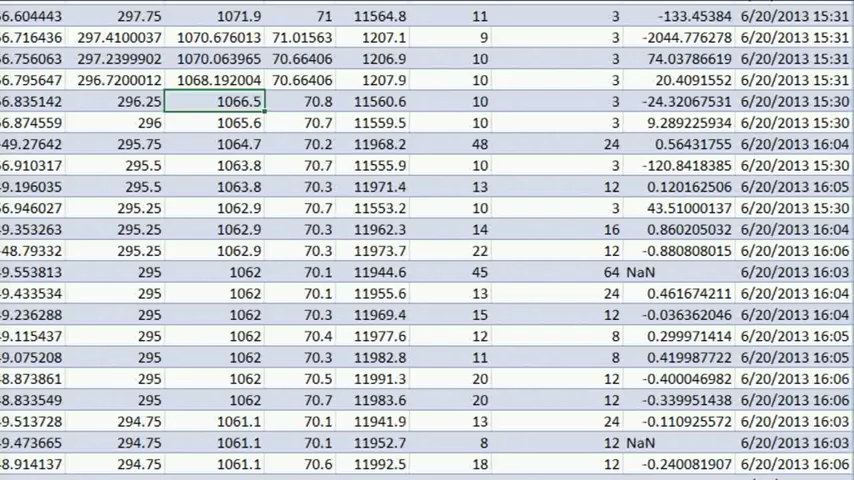 56.604443 297.75 1071.9 71 11564.8 11 3 -133.45384 6/20/2013 15:31
56.716436 297.4100037 1070.676013 71.01563 1207.1 9 3 -2044.776278 6/20/2013 15:31
56.756063 297.2399902 1070.063965 70.66406 1206.9 10 3 74.03786619 6/20/2013 15:31
56.795647 296.7200012 1068.192004 70.66406 1207.9 10 3 20.4091552 6/20/2013 15:31
56.835142 296.25 1066.5 70.8 11560.6 10 3 -24.32067531 6/20/2013 15:30
56.874559 296 1065.6 70.7 11559.5 10 3 9.289225934 6/20/2013 15:30
-49.27642 295.75 1064.7 70.2 11968.2 48 24 0.56431755 6/20/2013 16:04
56.910317 295.5 1063.8 70.7 11555.9 10 3 -120.8418385 6/20/2013 15:30
49.196035 295.5 1063.8 70.3 11971.4 13 12 0.120162506 6/20/2013 16:05
56.946027 295.25 1062.9 70.7 11553.2 10 3 43.51000137 6/20/2013 15:30
49.353263 295.25 1062.9 70.3 11962.3 14 16 0.860205032 6/20/2013 16:04
-48.79332 295.25 1062.9 70.3 11973.7 22 12 -0.880808015 6/20/2013 16:06
49.553813 295 1062 70.1 11944.6 45 64 NaN 6/20/2013 16:03
49.433534 295 1062 70.1 11955.6 13 24 0.461674211 6/20/2013 16:04
49.236288 295 1062 70.3 11969.4 15 12 -0.036362046 6/20/2013 16:04
49.115437 295 1062 70.4 11977.6 12 8 0.299971414 6/20/2013 16:05
49.075208 295 1062 70.3 11982.8 11 8 0.419987722 6/20/2013 16:05
48.873861 295 1062 70.5 11991.3 20 12 -0.400046982 6/20/2013 16:06
48.833549 295 1062 70.7 11983.6 20 12 -0.339951438 6/20/2013 16:06
49.513728 294.75 1061.1 70.1 11941.9 13 24 -0.110925572 6/20/2013 16:03
49.473665 294.75 1061.1 70.1 11952.7 8 12 NaN 6/20/2013 16:03
48.914137 294.75 1061.1 70.6 11992.5 18 12 -0.240081907 6/20/2013 16:06